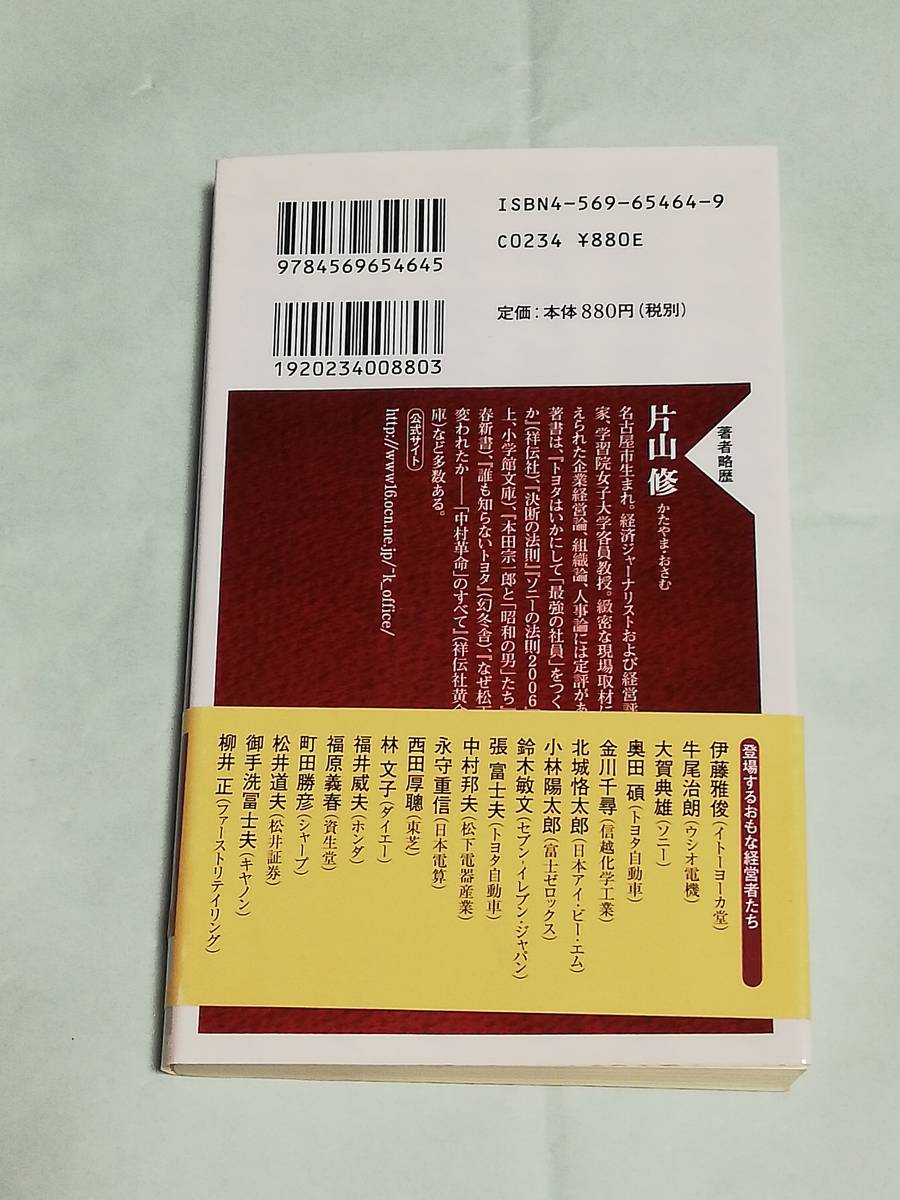 ISBN4-569-65464-9
C0234 ¥880E
9784569654645
定価：本体880円（税別）
1920234008803
著者略歴
片山 修 かたやま・おさむ
名古屋市生まれ。経済ジャーナリストおよび経営評
家、学習院女子大学客員教授。緻密な現場取材に
えられた企業経営論、組織論、人事論には定評があ
著書は、『トヨタはいかにして「最強の社員」をつく
か』(祥伝社)、『決断の法則』『ソニーの法則2006』
上、小学館文庫)、『本田宗一郎と「昭和の男」たち』
春新書)、『誰も知らないトヨタ』(幻冬舎)、『なぜ松下
変われたか――「中村革命」のすべて』(祥伝社黄金
庫)など多数ある。
公式サイト
http://www16.ocn.ne.jp/~k_office/
登場するおもな経営者たち
伊藤雅俊（イトーヨーカ堂）
牛尾治朗（ウシオ電機）
大賀典雄（ソニー）
奥田 碩（トヨタ自動車）
金川千尋（信越化学工業）
北城恪太郎（日本アイ・ビー・エム）
小林陽太郎（富士ゼロックス）
鈴木敏文（セブン-イレブン・ジャパン）
張 富士夫（トヨタ自動車）
中村邦夫（松下電器産業）
永守重信（日本電算）
西田厚聰（東芝）
林 文子（ダイエー）
福井威夫（ホンダ）
福原義春（資生堂）
町田勝彦（シャープ）
松井道夫（松井証券）
御手洗冨士夫（キヤノン）
柳井 正（ファーストリテイリング）